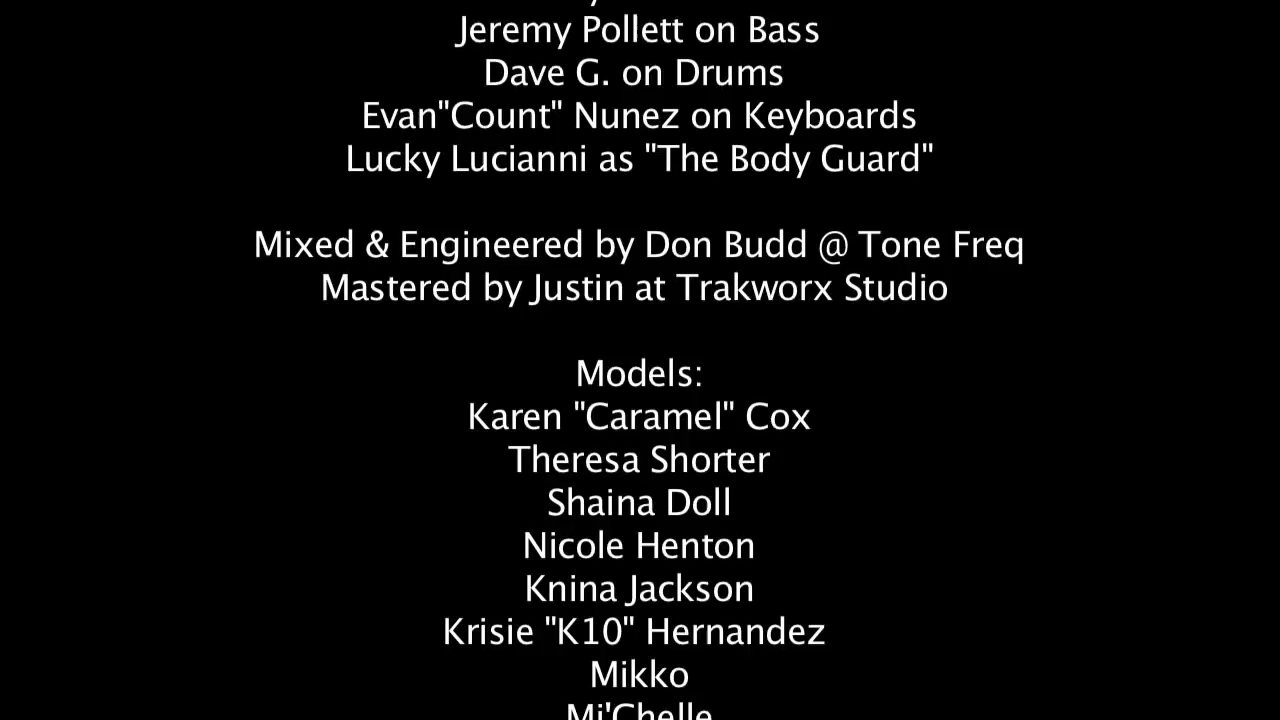 Jeremy Pollett on Bass
Dave G. on Drums
Evan"Count" Nunez on Keyboards
Lucky Lucianni as "The Body Guard"
Mixed & Engineered by Don Budd @ Tone Freq
Mastered by Justin at Trakworx Studio
Models:
Karen "Caramel" Cox
Theresa Shorter
Shaina Doll
Nicole Henton
Knina Jackson
Krisie "K10" Hernandez
Mikko
Mi'Chelle